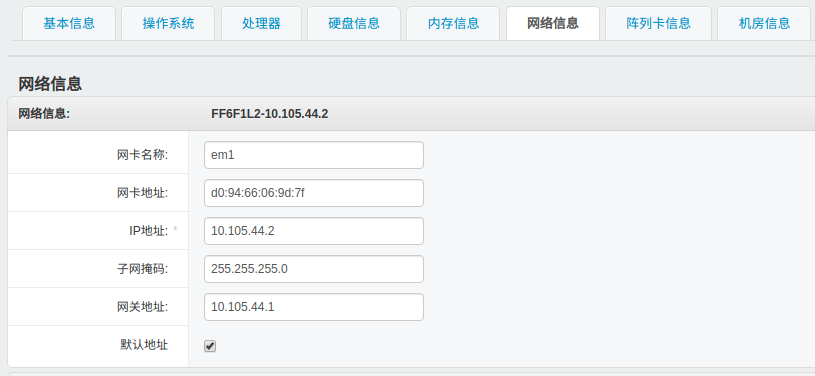 基本信息 操作系统 处理器 硬盘信息 内存信息 网络信息 阵列卡信息 机房信息
网络信息
网络信息: FF6F1L2-10.105.44.2
网卡名称: em1
网卡地址: d0:94:66:06:9d:7f
IP地址: * 10.105.44.2
子网掩码: 255.255.255.0
网关地址: 10.105.44.1
默认地址